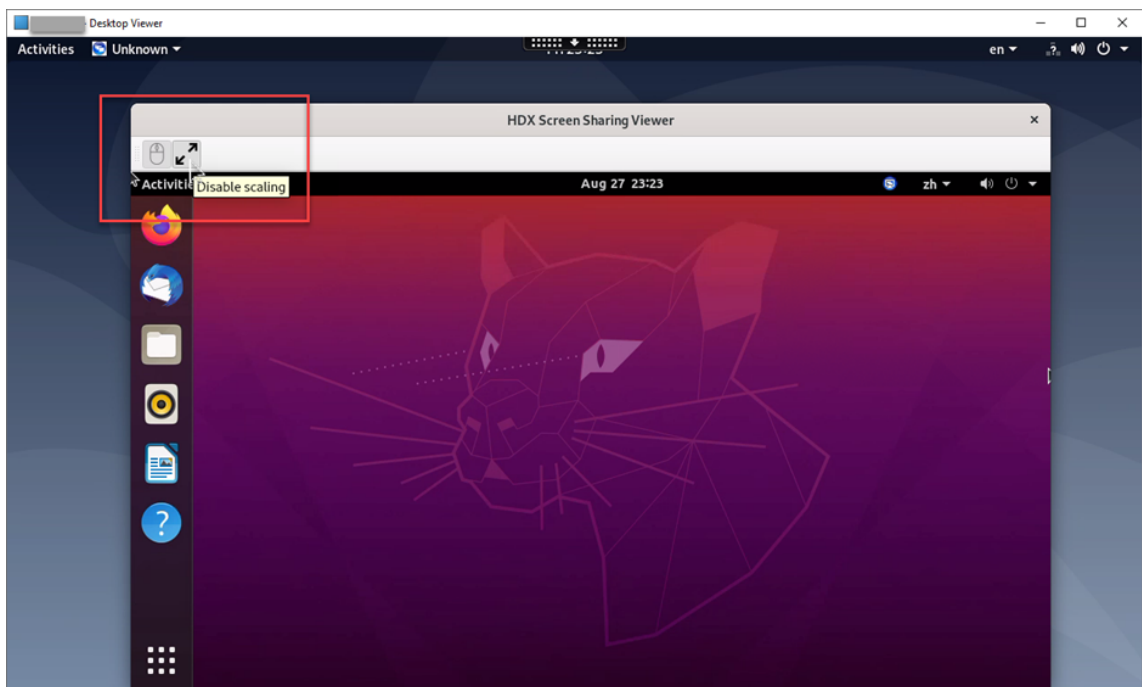 Desktop Viewer
Activities Unknown
en
HDX Screen Sharing Viewer
Disable scaling
Aug 27 23:23
zh